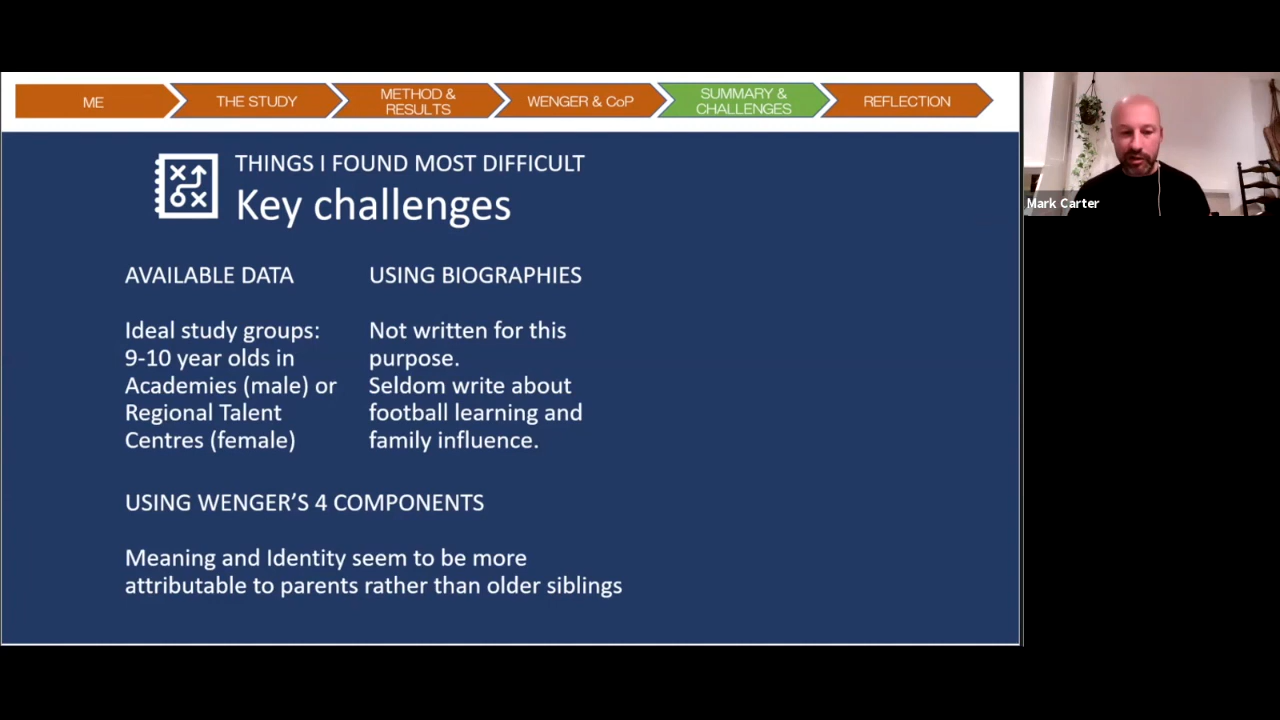 ME
THE STUDY
METHOD &
RESULTS
WENGER & CoP
SUMMARY &
CHALLENGES
REFLECTION
THINGS I FOUND MOST DIFFICULT
Key challenges
AVAILABLE DATA
Ideal study groups:
9-10 year olds in
Academies (male) or
Regional Talent
Centres (female)
USING BIOGRAPHIES
Not written for this
purpose.
Seldom write about
football learning and
family influence.
USING WENGER’S 4 COMPONENTS
Meaning and Identity seem to be more
attributable to parents rather than older siblings
Mark Carter